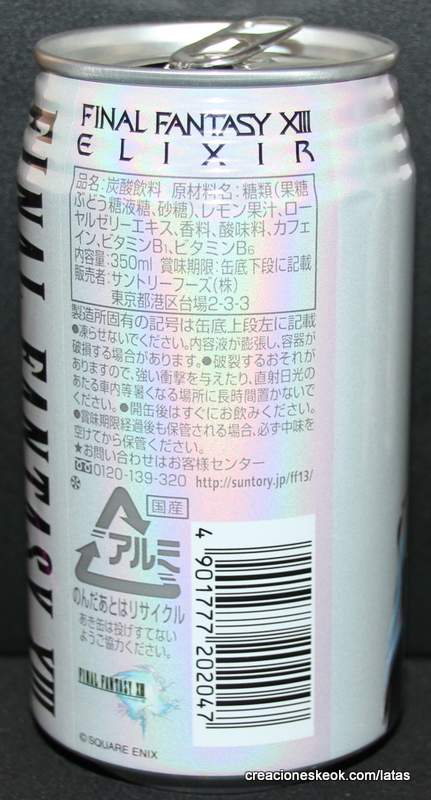 FINAL FANTASY XIII
FINAL FANTASY XIII
ELIXIR
品名:炭酸飲料 原材料名:糖類(果糖
ぶどう糖液糖、砂糖)、レモン果汁、ロー
ヤルゼリーエキス、香料、酸味料、カフェ
イン、ビタミンB₁、ビタミンB₆
内容量:350ml 賞味期限:缶底下段に記載
販売者:サントリーフーズ(株)
東京都港区台場2-3-3
製造所固有の記号は缶底上段左に記載
●凍らせないでください。内容液が膨張し、容器が
破損する場合があります。●破裂するおそれが
ありますので、強い衝撃を与えたり、直射日光の
あたる車内等暑くなる場所に長時間置かないで
ください。●開缶後はすぐにお飲みください。
●賞味期限経過後も保管される場合、必ず中味を
空けてから保管ください。
★お問い合わせはお客様センター
0120-139-320 http://suntory.jp/ff13/
国産
アルミ
のんだあとはリサイクル
あき缶は投げすてない
ようご協力ください。
4 901777 202047
FINAL FANTASY XIII
©SQUARE ENIX
creacioneskeok.com/latas